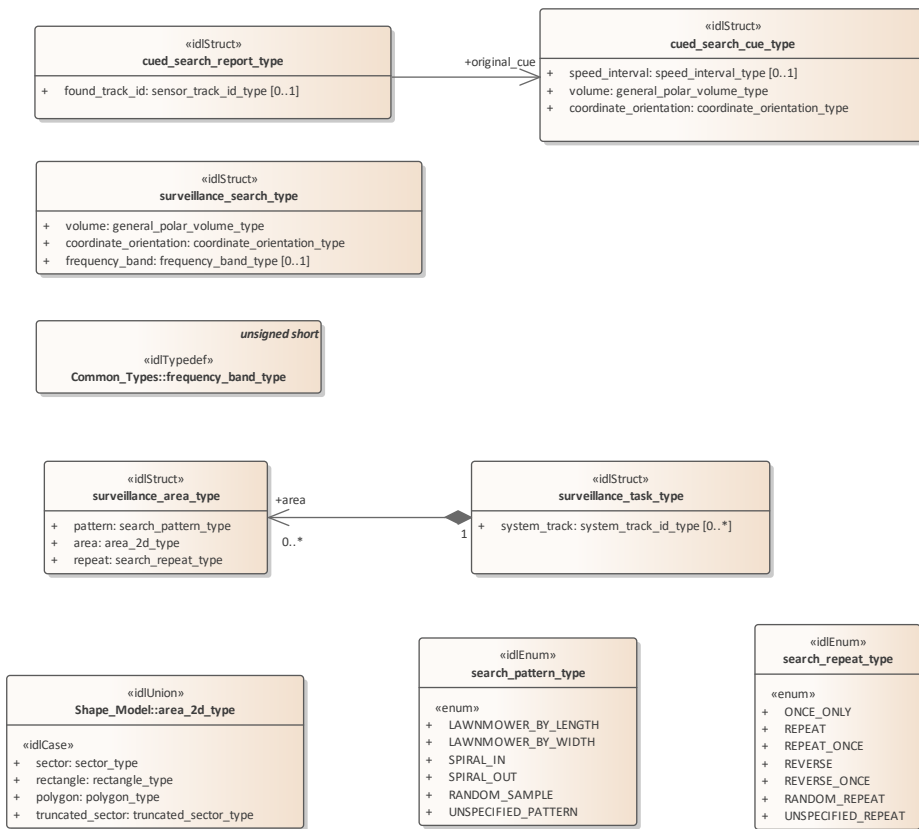 «idlStruct»
cued_search_report_type
+ found_track_id: sensor_track_id_type [0..1]
+original_cue
«idlStruct»
cued_search_cue_type
+ speed_interval: speed_interval_type [0..1]
+ volume: general_polar_volume_type
+ coordinate_orientation: coordinate_orientation_type
«idlStruct»
surveillance_search_type
+ volume: general_polar_volume_type
+ coordinate_orientation: coordinate_orientation_type
+ frequency_band: frequency_band_type [0..1]
unsigned short
«idlTypedef»
Common_Types::frequency_band_type
«idlStruct»
surveillance_area_type
+ pattern: search_pattern_type
+ area: area_2d_type
+ repeat: search_repeat_type
+area
0..*
1
«idlStruct»
surveillance_task_type
+ system_track: system_track_id_type [0..*]
«idlUnion»
Shape_Model::area_2d_type
«idlCase»
+ sector: sector_type
+ rectangle: rectangle_type
+ polygon: polygon_type
+ truncated_sector: truncated_sector_type
«idlEnum»
search_pattern_type
«enum»
+ LAWNMOWER_BY_LENGTH
+ LAWNMOWER_BY_WIDTH
+ SPIRAL_IN
+ SPIRAL_OUT
+ RANDOM_SAMPLE
+ UNSPECIFIED_PATTERN
«idlEnum»
search_repeat_type
«enum»
+ ONCE_ONLY
+ REPEAT
+ REPEAT_ONCE
+ REVERSE
+ REVERSE_ONCE
+ RANDOM_REPEAT
+ UNSPECIFIED_REPEAT